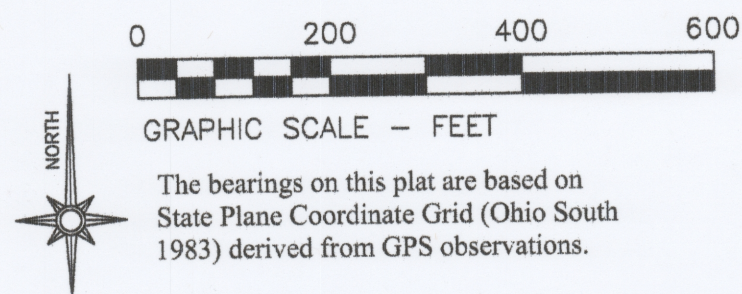 0 200 400 600
GRAPHIC SCALE – FEET
NORTH
The bearings on this plat are based on
State Plane Coordinate Grid (Ohio South
1983) derived from GPS observations.